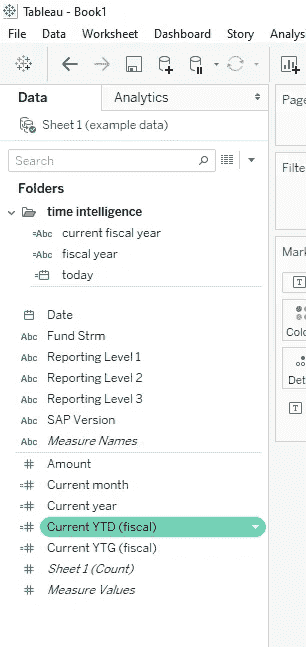 Tableau - Book1
File Data Worksheet Dashboard Story Analys
Data Analytics
Page
Sheet 1 (example data)
Search
Filte
Folders
time intelligence
=Abc current fiscal year
=Abc fiscal year
today
Mark
Colo
Det
Date
Abc Fund Strm
Abc Reporting Level 1
Abc Reporting Level 2
Abc Reporting Level 3
Abc SAP Version
Abc Measure Names
# Amount
=# Current month
=# Current year
=# Current YTD (fiscal)
=# Current YTG (fiscal)
# Sheet 1 (Count)
# Measure Values